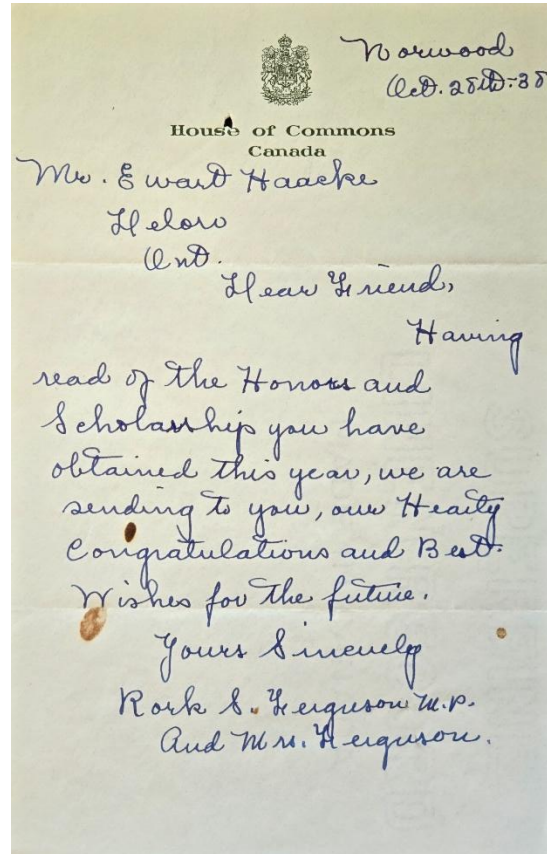 Norwood
Oct. 28th-38
House of Commons
Canada
Mr. Ewart Haacke
Deloro
Ont.
Dear Friend,
Having
read of the Honors and
Scholarship you have
obtained this year, we are
sending to you, our Hearty
Congratulations and Best
Wishes for the future.
Yours Sincerely
Rork S. Ferguson M.P.
And Mrs. Ferguson.